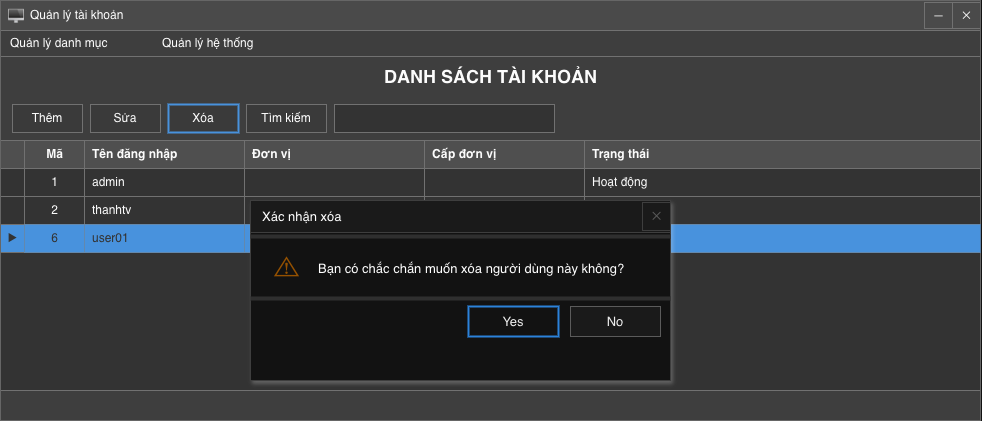 Quản lý tài khoản
Quản lý danh mục Quản lý hệ thống
DANH SÁCH TÀI KHOẢN
Thêm Sửa Xóa Tìm kiếm
Mã Tên đăng nhập Đơn vị Cấp đơn vị Trạng thái
1 admin Hoạt động
2 thanhtv
6 user01
Xác nhận xóa
Bạn có chắc chắn muốn xóa người dùng này không?
Yes No